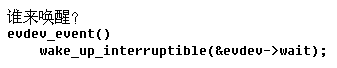 谁来唤醒?
evdev_event()
    wake_up_interruptible(&evdev->wait);